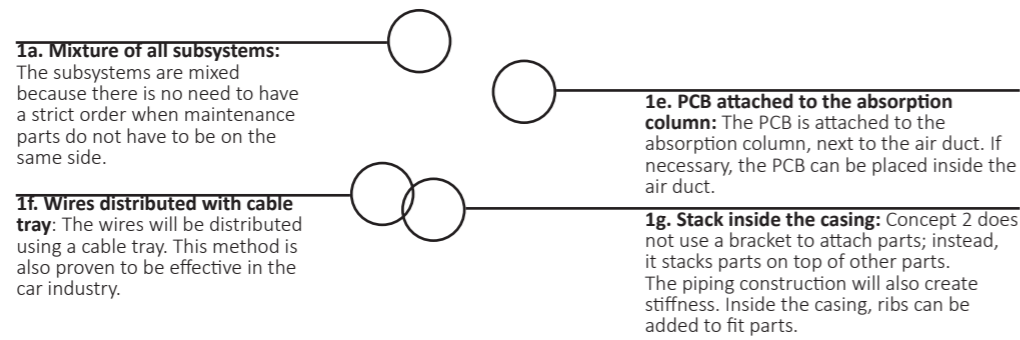 1a. Mixture of all subsystems:
The subsystems are mixed
because there is no need to have
a strict order when maintenance
parts do not have to be on the
same side.
1e. PCB attached to the absorption
column: The PCB is attached to the
absorption column, next to the air duct. If
necessary, the PCB can be placed inside the
air duct.
1f. Wires distributed with cable
tray: The wires will be distributed
using a cable tray. This method is
also proven to be effective in the
car industry.
1g. Stack inside the casing: Concept 2 does
not use a bracket to attach parts; instead,
it stacks parts on top of other parts.
The piping construction will also create
stiffness. Inside the casing, ribs can be
added to fit parts.